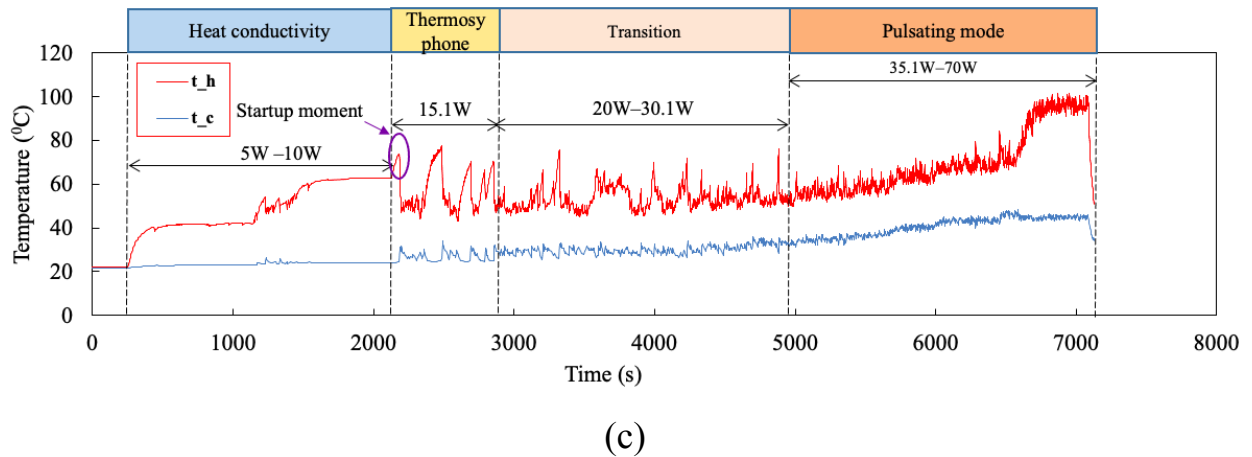 Heat conductivity
Thermosy
phone
Transition
Pulsating mode
120
100
80
60
40
20
0
Temperature (⁰C)
t_h
t_c
Startup moment
5W –10W
15.1W
20W–30.1W
35.1W–70W
0 1000 2000 3000 4000 5000 6000 7000 8000
Time (s)
(c)